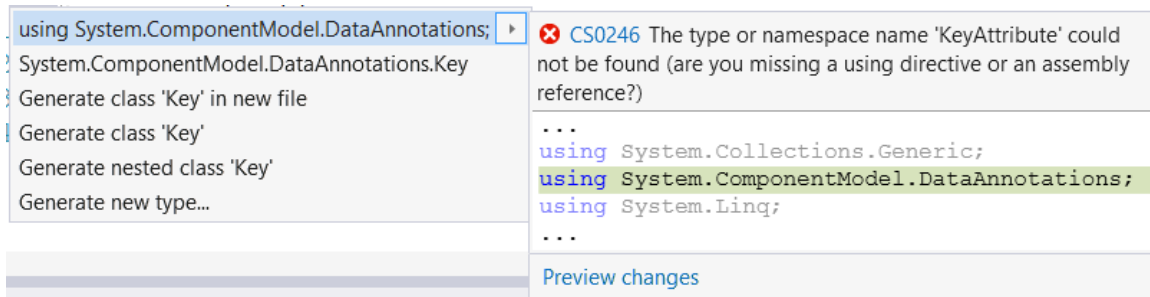 using System.ComponentModel.DataAnnotations;
System.ComponentModel.DataAnnotations.Key
Generate class 'Key' in new file
Generate class 'Key'
Generate nested class 'Key'
Generate new type...
CS0246 The type or namespace name 'KeyAttribute' could
not be found (are you missing a using directive or an assembly
reference?)
...
using System.Collections.Generic;
using System.ComponentModel.DataAnnotations;
using System.Linq;
...
Preview changes